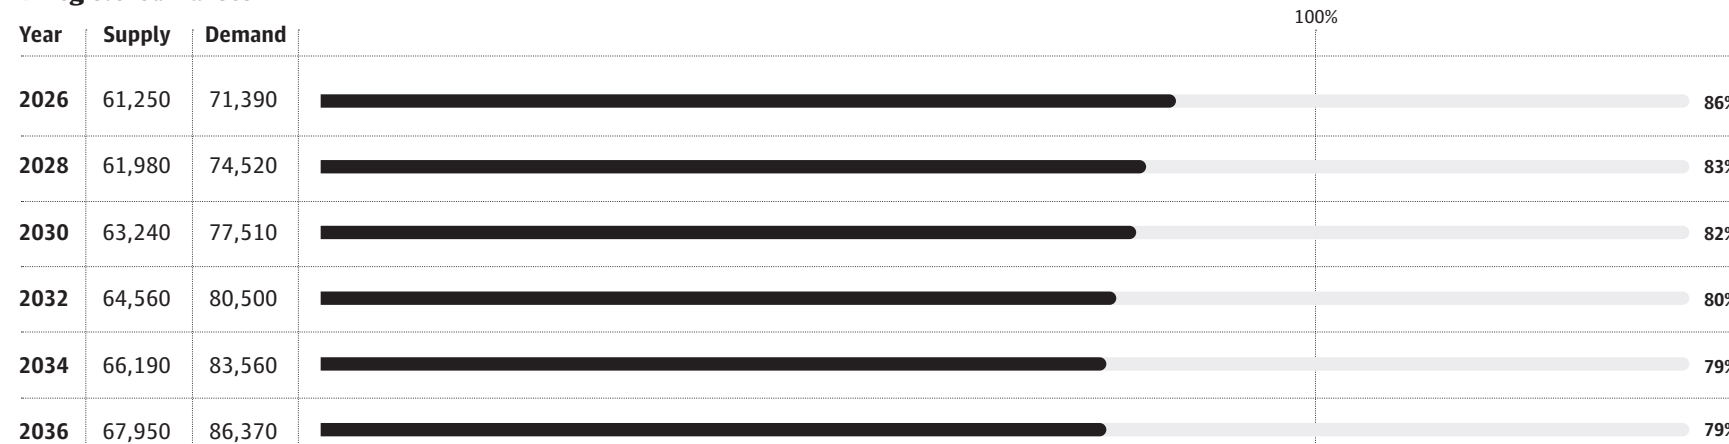 100%
Year Supply Demand
2026 61,250 71,390 86%
2028 61,980 74,520 83%
2030 63,240 77,510 82%
2032 64,560 80,500 80%
2034 66,190 83,560 79%
2036 67,950 86,370 79%